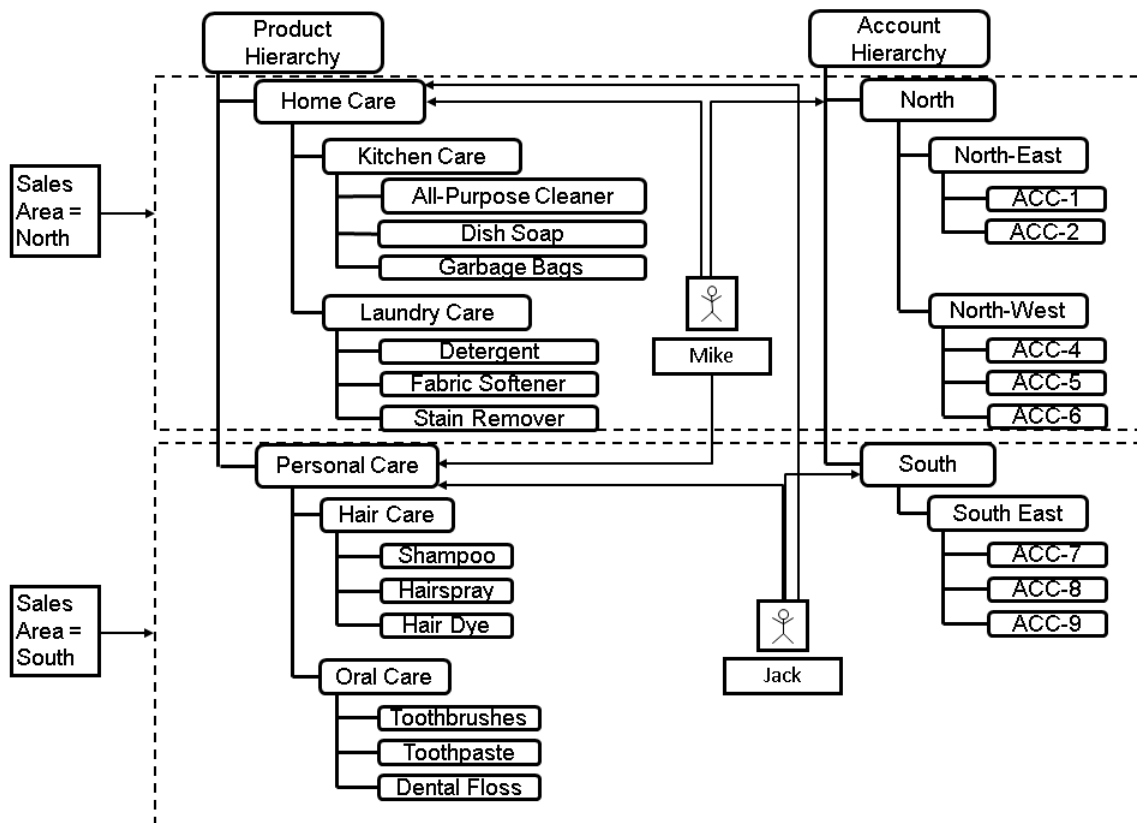 Product
Hierarchy
Account
Hierarchy
Home Care
North
Kitchen Care
North-East
All-Purpose Cleaner
ACC-1
Sales
Area =
North
Dish Soap
ACC-2
Garbage Bags
Laundry Care
North-West
Mike
Detergent
ACC-4
Fabric Softener
ACC-5
Stain Remover
ACC-6
Personal Care
South
Hair Care
South East
Shampoo
ACC-7
Sales
Area =
South
Hairspray
ACC-8
Hair Dye
ACC-9
Oral Care
Jack
Toothbrushes
Toothpaste
Dental Floss